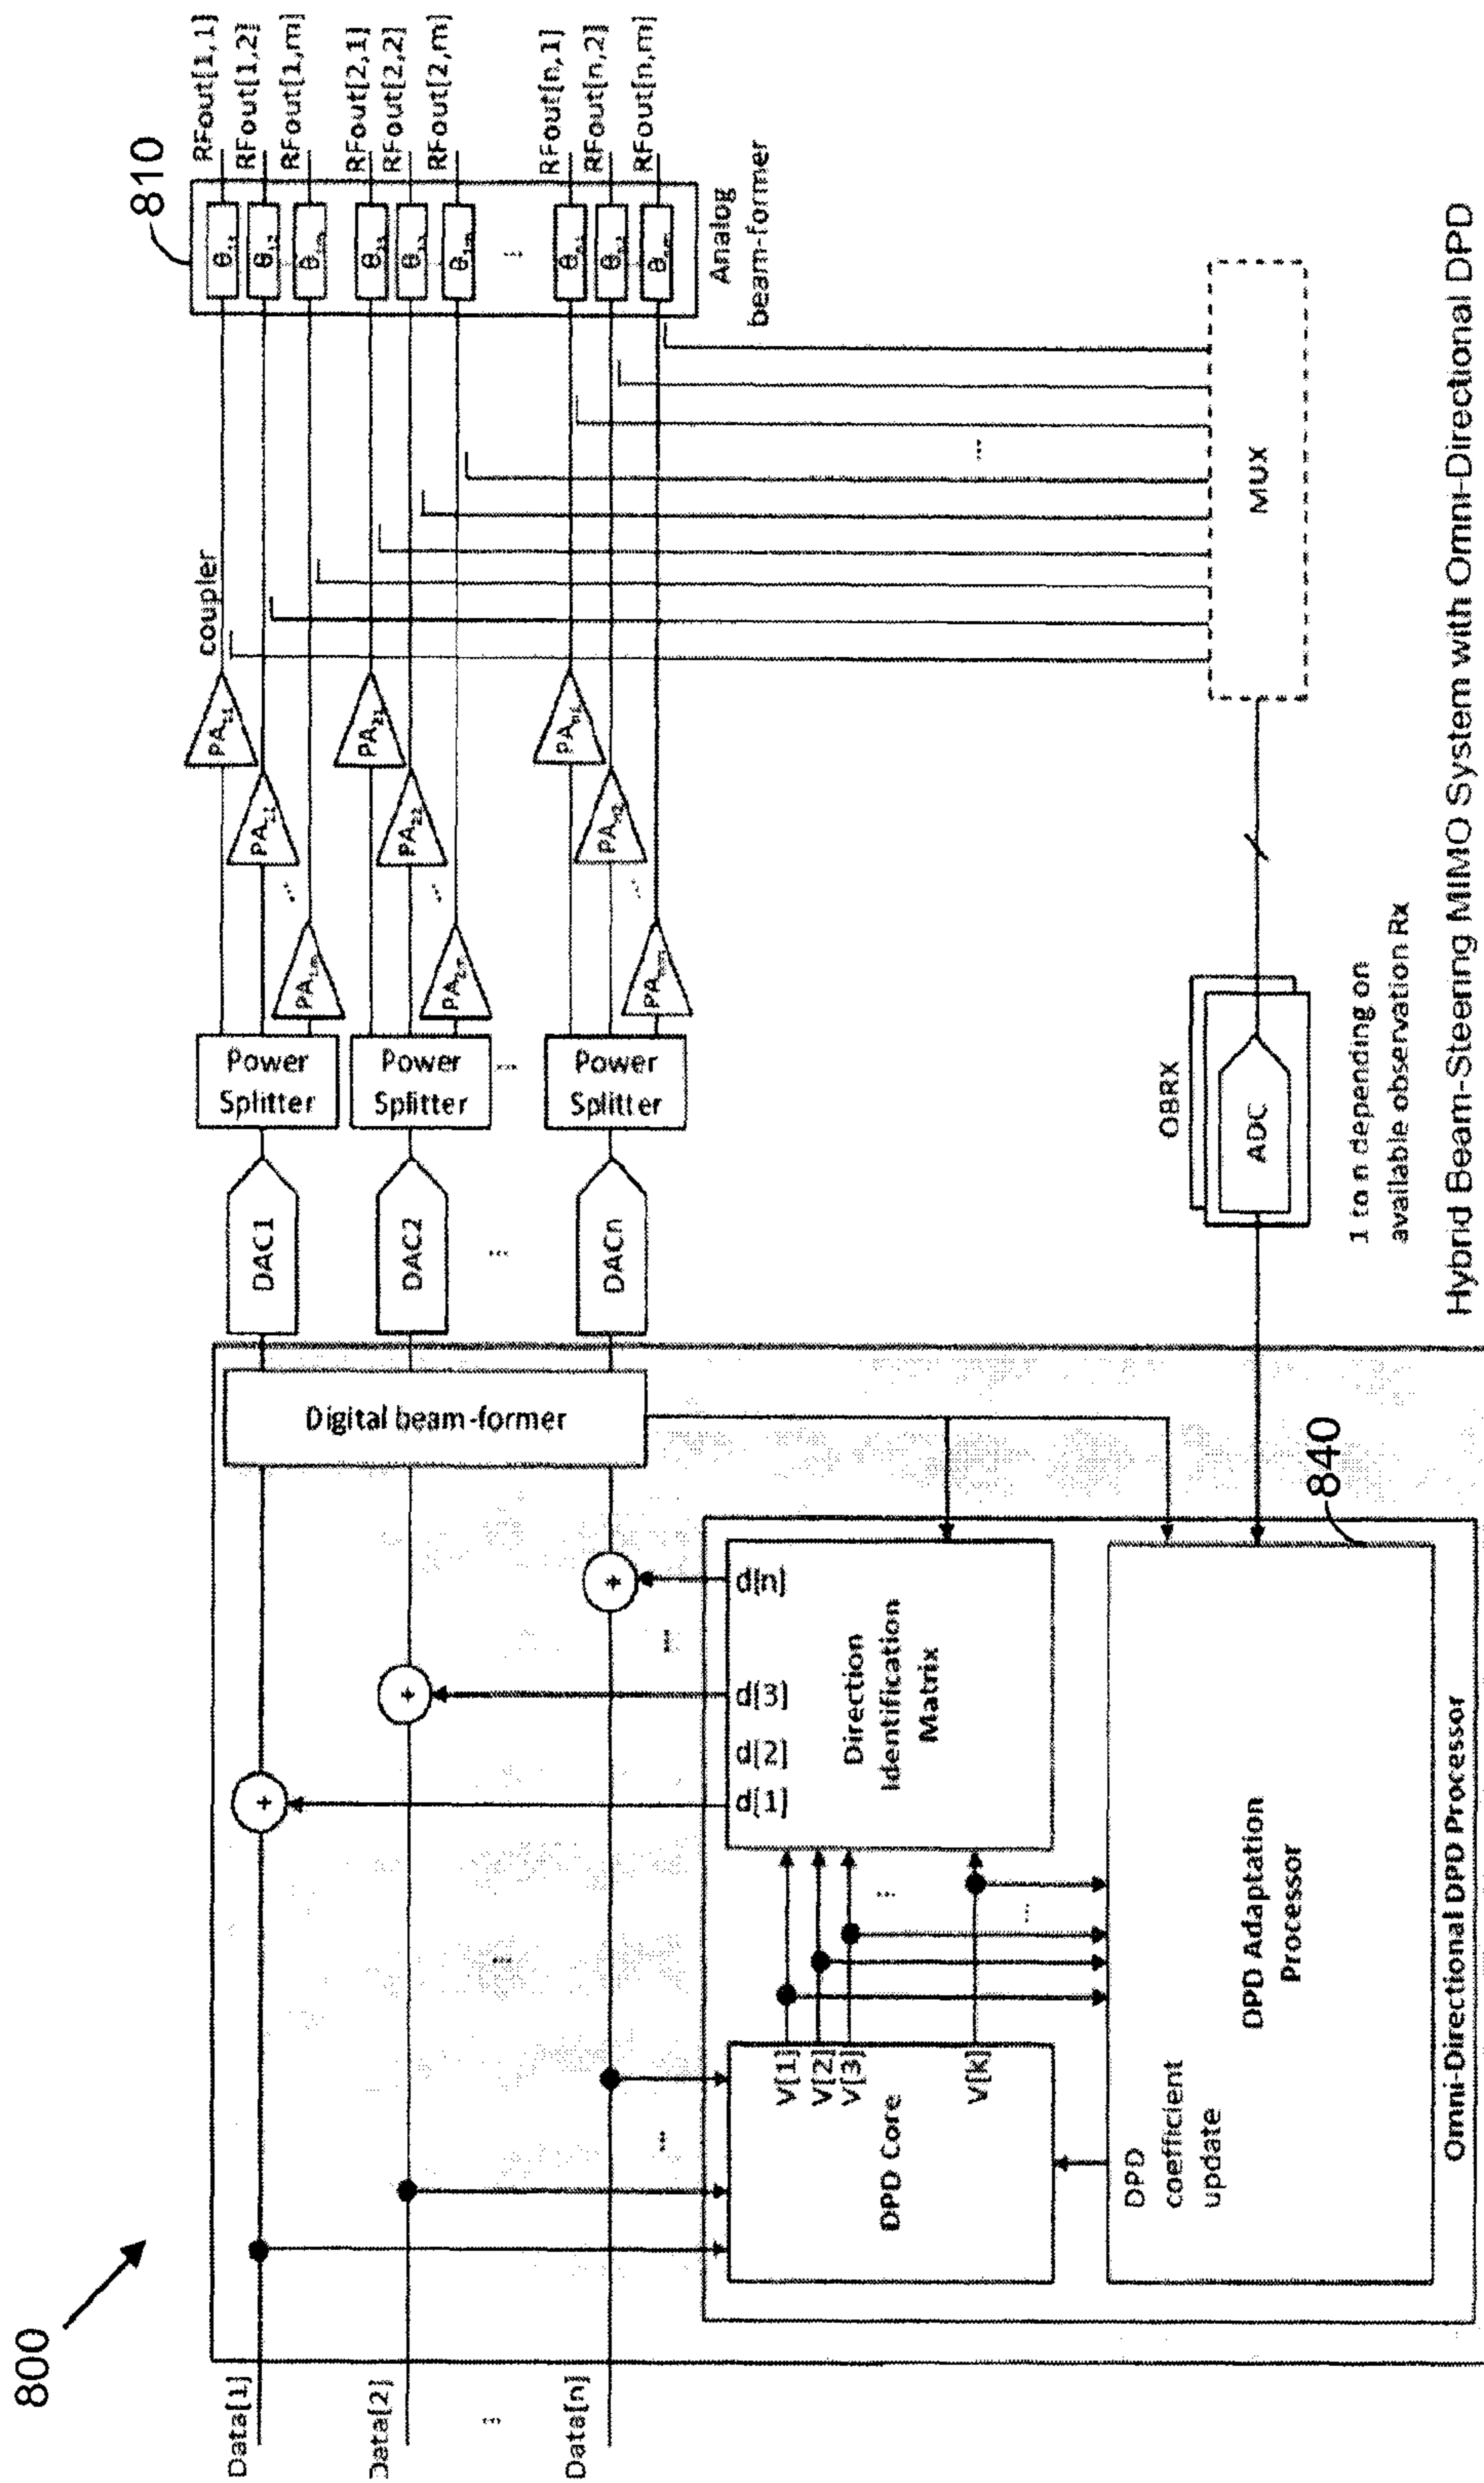 800
Data[1]
Data[2]
⋮
Data[n]
Digital beam-former
DAC1
DAC2
DACn
Power
Splitter
Power
Splitter
Power
Splitter
coupler
810
RFout[1,1]
RFout[1,2]
RFout[1,m]
RFout[2,1]
RFout[2,2]
RFout[2,m]
RFout[n,1]
RFout[n,2]
RFout[n,m]
Analog
beam-former
MUX
OBRX
ADC
1 to n depending on
available observation Rx
d[1]
d[2]
d[3]
d[n]
Direction
Identification
Matrix
DPD Core
V[1]
V[2]
V[3]
V[k]
DPD
coefficient
update
DPD Adaptation
Processor
840
Omni-Directional DPD Processor
Hybrid Beam-Steering MIMO System with Omni-Directional DPD